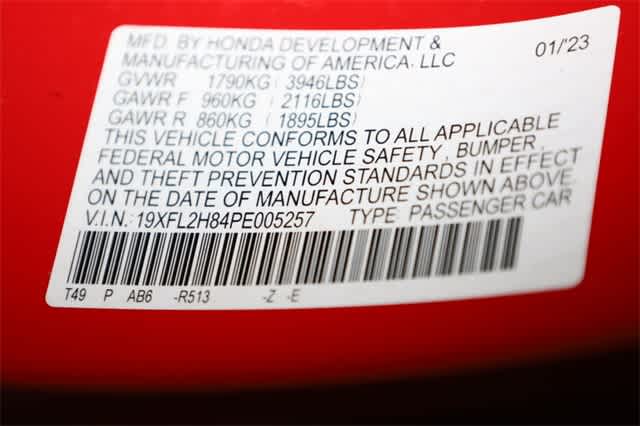 MFD. BY HONDA DEVELOPMENT &
MANUFACTURING OF AMERICA, LLC 01/'23
GVWR 1790KG ( 3946LBS)
GAWR F 960KG ( 2116LBS)
GAWR R 860KG ( 1895LBS)
THIS VEHICLE CONFORMS TO ALL APPLICABLE
FEDERAL MOTOR VEHICLE SAFETY, BUMPER,
AND THEFT PREVENTION STANDARDS IN EFFECT
ON THE DATE OF MANUFACTURE SHOWN ABOVE.
V.I.N.: 19XFL2H84PE005257 TYPE PASSENGER CAR
T49 P AB6 -R513 -Z -E